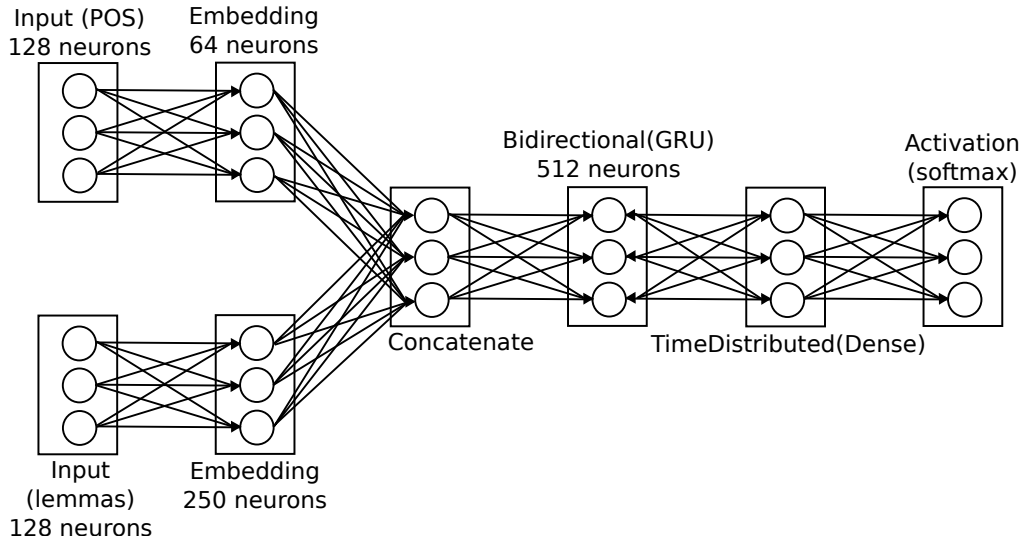 Input (POS)
128 neurons
Embedding
64 neurons
Bidirectional(GRU)
512 neurons
Activation
(softmax)
Concatenate
TimeDistributed(Dense)
Input
(lemmas)
128 neurons
Embedding
250 neurons